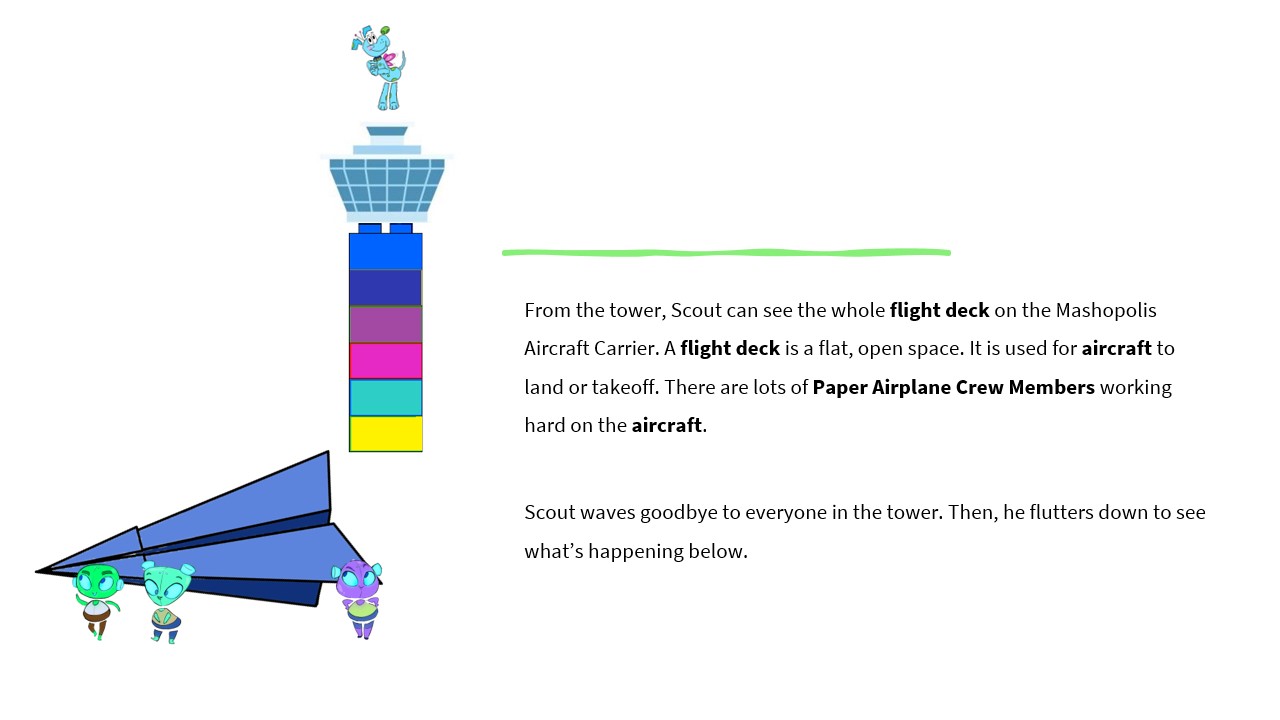 From the tower, Scout can see the whole flight deck on the Mashopolis
Aircraft Carrier. A flight deck is a flat, open space. It is used for aircraft to
land or takeoff. There are lots of Paper Airplane Crew Members working
hard on the aircraft.
Scout waves goodbye to everyone in the tower. Then, he flutters down to see
what’s happening below.